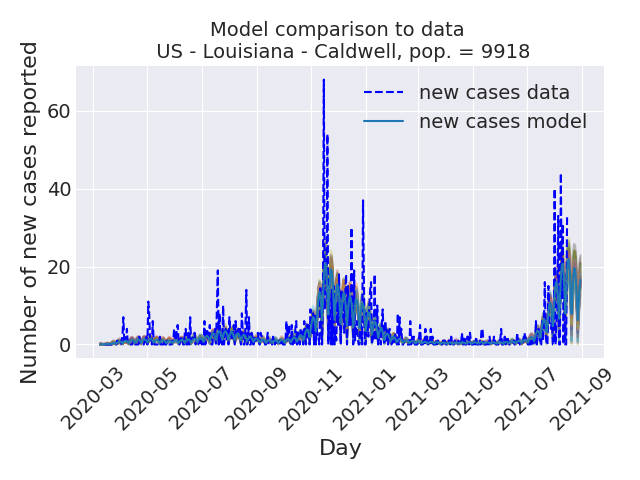 Model comparison to data
US - Louisiana - Caldwell, pop. = 9918
Number of new cases reported
60
40
20
0
new cases data
new cases model
2020-03
2020-05
2020-07
2020-09
2020-11
2021-01
2021-03
2021-05
2021-07
2021-09
Day